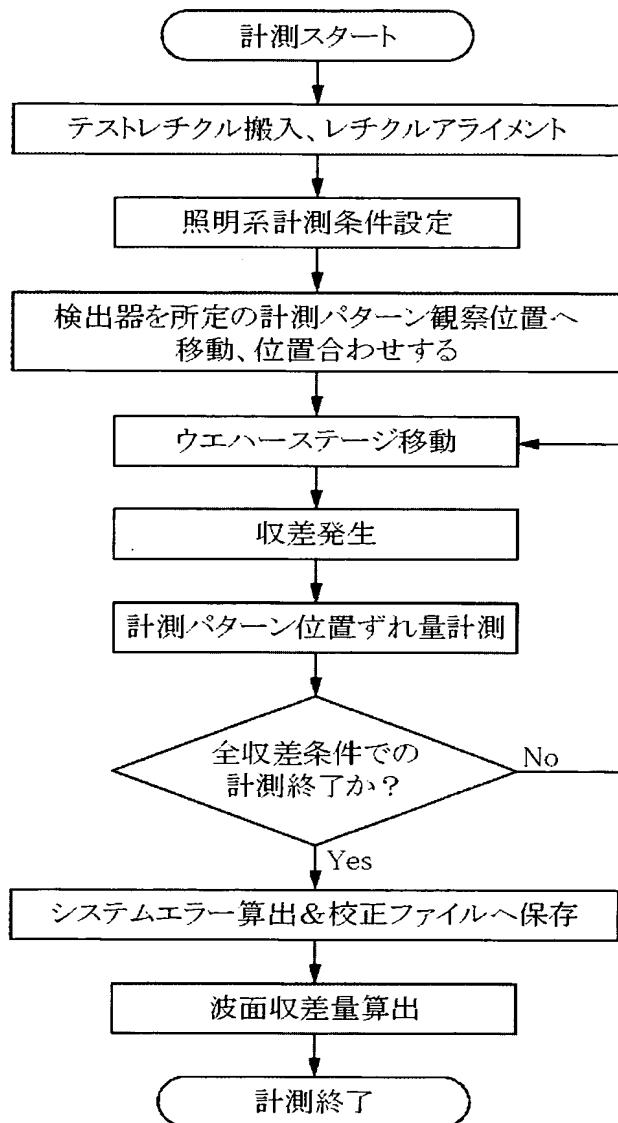 計測スタート
テストレチクル搬入、レチクルアライメント
照明系計測条件設定
検出器を所定の計測パターン観察位置へ
移動、位置合わせする
ウエハーステージ移動
収差発生
計測パターン位置ずれ量計測
全収差条件での
計測終了か？
No
Yes
システムエラー算出&校正ファイルへ保存
波面収差量算出
計測終了